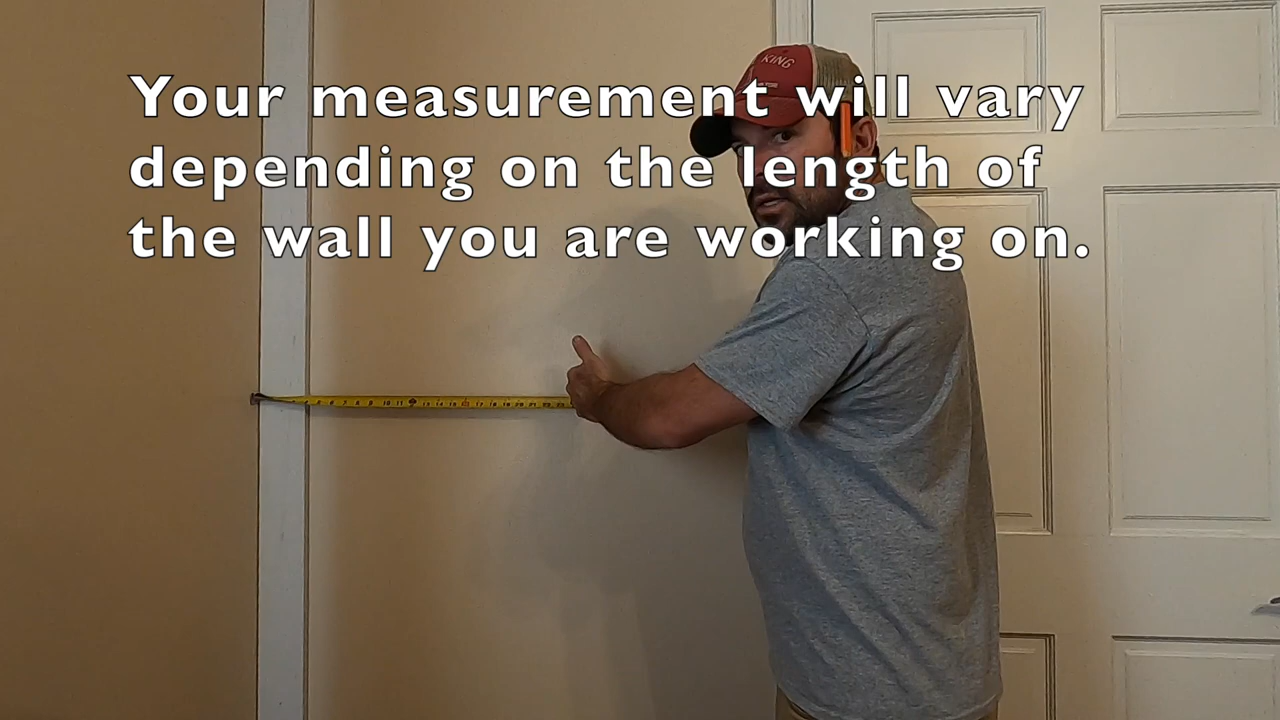 KING
Your measurement will vary
depending on the length of
the wall you are working on.